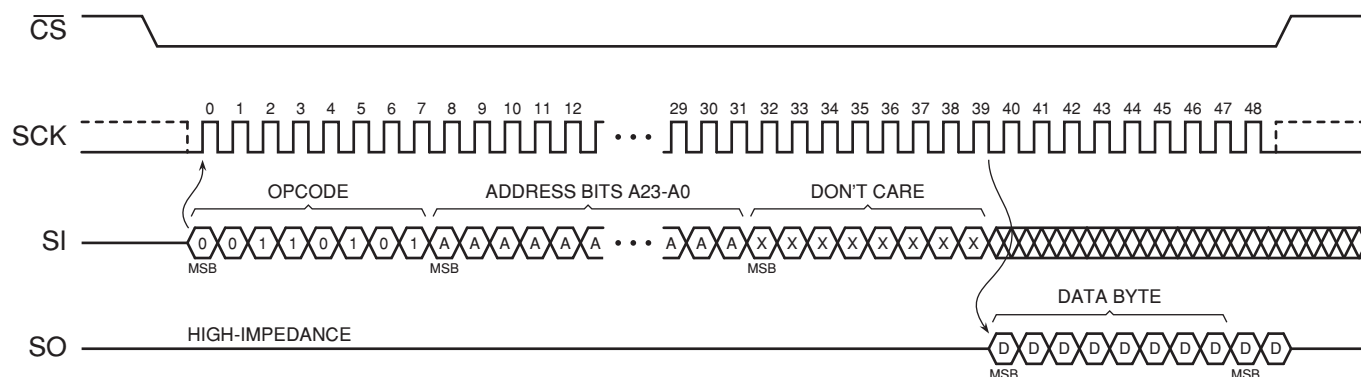 CS
0 1 2 3 4 5 6 7 8 9 10 11 12 29 30 31 32 33 34 35 36 37 38 39 40 41 42 43 44 45 46 47 48
SCK
OPCODE ADDRESS BITS A23-A0 DON'T CARE
SI 0 0 1 1 0 1 0 1 A A A A A A A A A X X X X X X X X
MSB MSB MSB
DATA BYTE
HIGH-IMPEDANCE
SO D D D D D D D D D D
MSB MSB